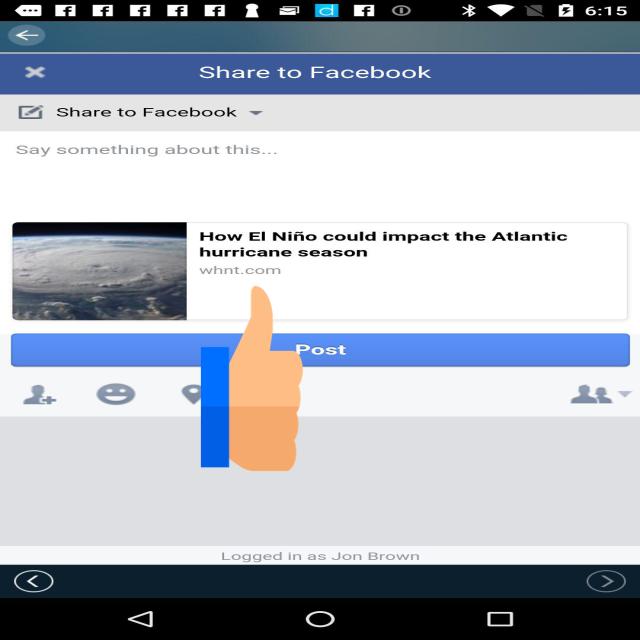 6:15
Share to Facebook
Share to Facebook
Say something about this...
How El Niño could impact the Atlantic
hurricane season
whnt.com
Post
Logged in as Jon Brown